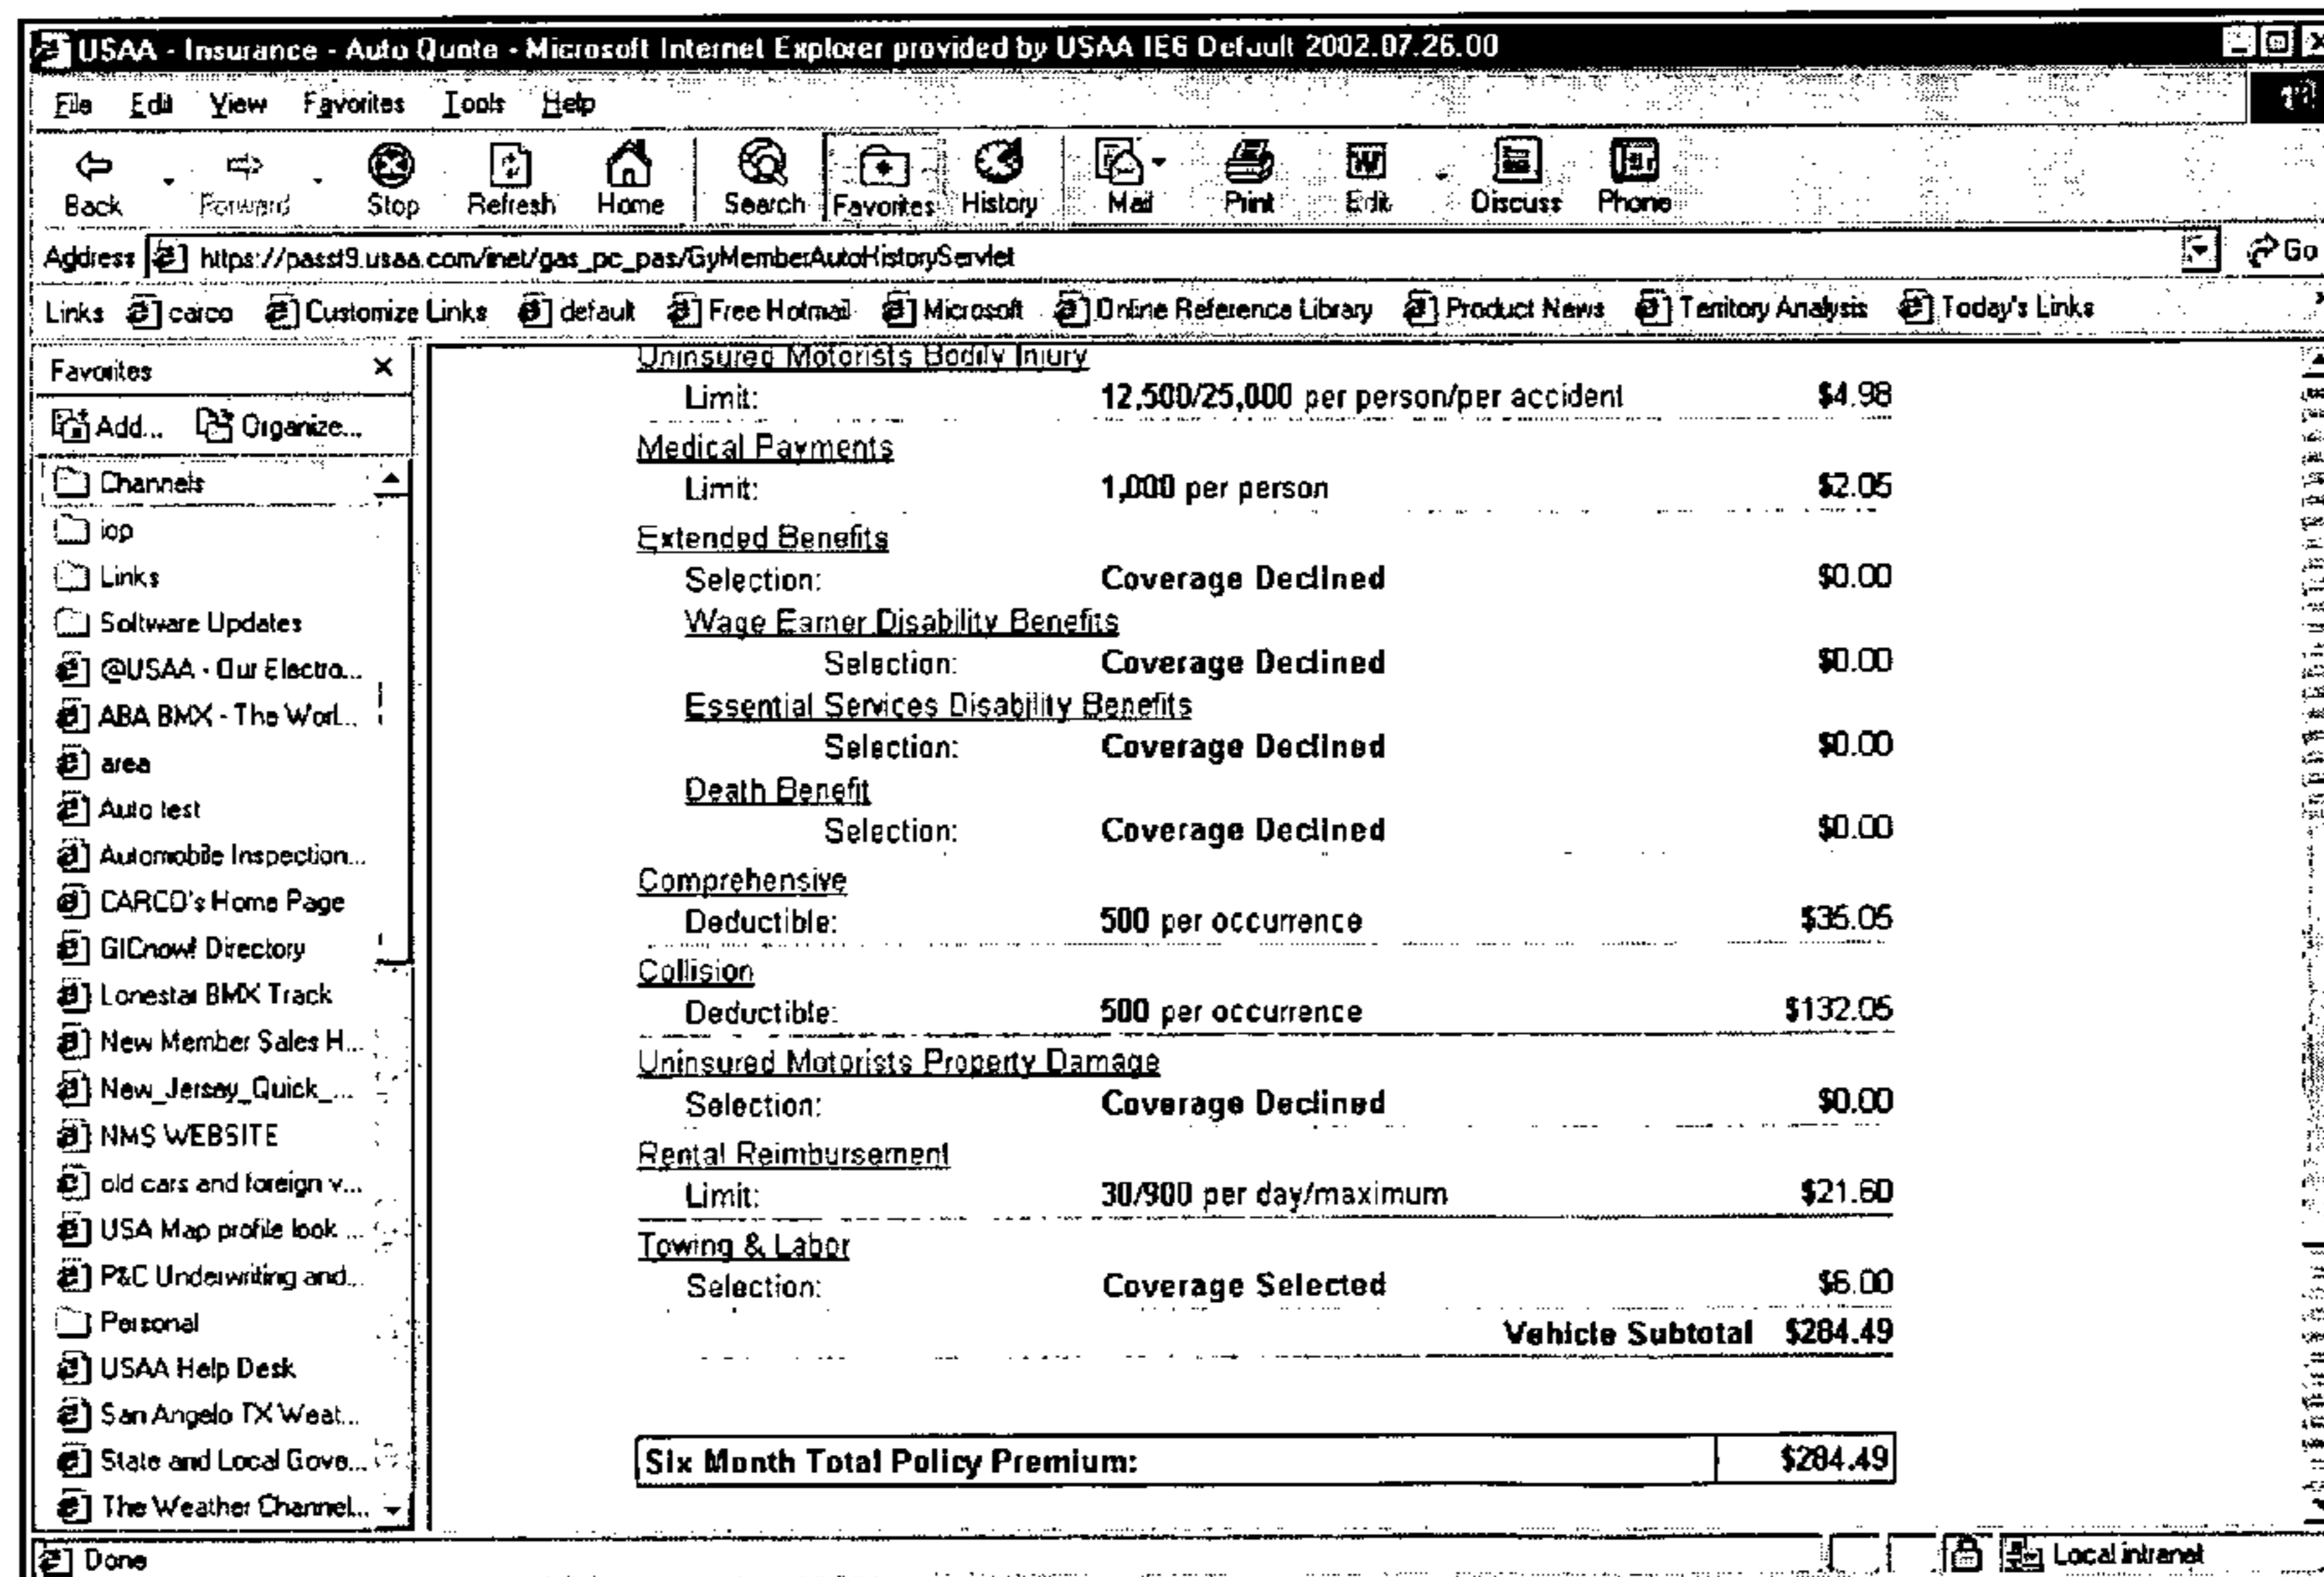 USAA - Insurance - Auto Quote - Microsoft Internet Explorer provided by USAA IE6 Default 2002.07.26.00
File Edit View Favorites Tools Help
Back Forward Stop Refresh Home Search Favorites History Mail Print Edit Discuss Phone
Address https://passt9.usaa.com/inet/gas_pc_pas/GyMemberAutoHistoryServlet Go
Links carco Customize Links default Free Hotmail Microsoft Online Reference Library Product News Territory Analysis Today's Links
Favorites
Add... Organize...
Channels
iop
Links
Software Updates
@USAA - Our Electro...
ABA BMX - The Worl...
area
Auto test
Automobile Inspection...
CARCO's Home Page
GICnow! Directory
Lonestar BMX Track
New Member Sales H...
New_Jersey_Quick_...
NMS WEBSITE
old cars and foreign v...
USA Map profile look ...
P&C Underwriting and...
Personal
USAA Help Desk
San Angelo TX Weat...
State and Local Gove...
The Weather Channel...
Uninsured Motorists Bodily Injury
Limit: 12,500/25,000 per person/per accident $4.98
Medical Payments
Limit: 1,000 per person $2.05
Extended Benefits
Selection: Coverage Declined $0.00
Wage Earner Disability Benefits
Selection: Coverage Declined $0.00
Essential Services Disability Benefits
Selection: Coverage Declined $0.00
Death Benefit
Selection: Coverage Declined $0.00
Comprehensive
Deductible: 500 per occurrence $35.05
Collision
Deductible: 500 per occurrence $132.05
Uninsured Motorists Property Damage
Selection: Coverage Declined $0.00
Rental Reimbursement
Limit: 30/900 per day/maximum $21.60
Towing & Labor
Selection: Coverage Selected $6.00
Vehicle Subtotal $284.49
Six Month Total Policy Premium: $284.49
Done Local intranet